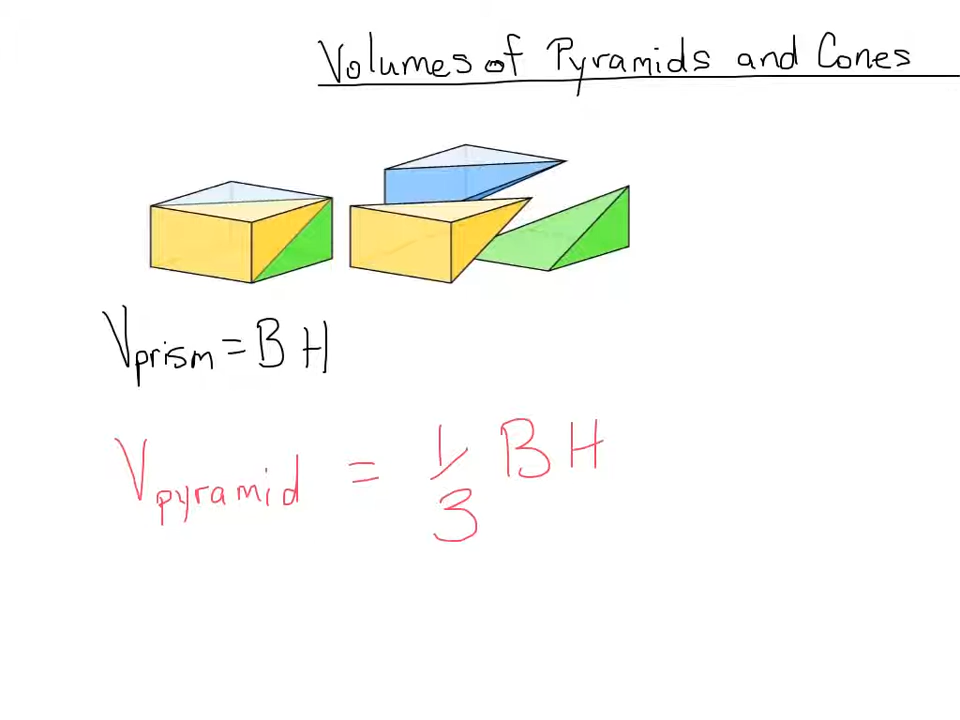 Volumes of Pyramids and Cones
Vprism = B H
Vpyramid = 1/3 B H